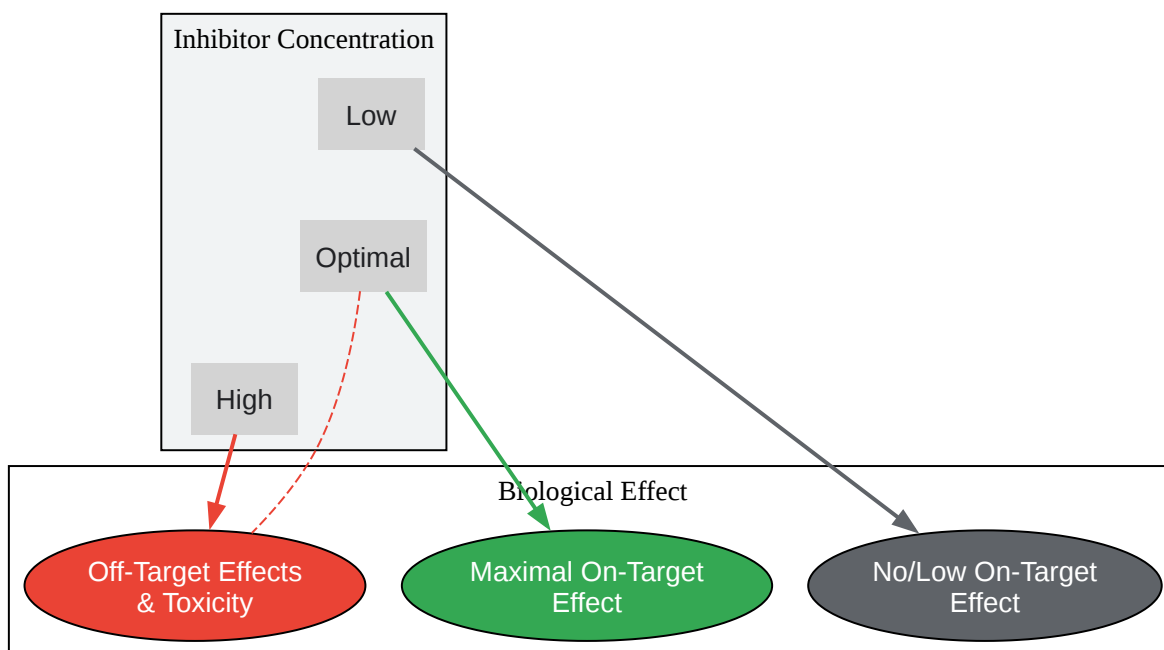 Inhibitor Concentration
Low
Optimal
High
Biological Effect
Off-Target Effects
& Toxicity
Maximal On-Target
Effect
No/Low On-Target
Effect